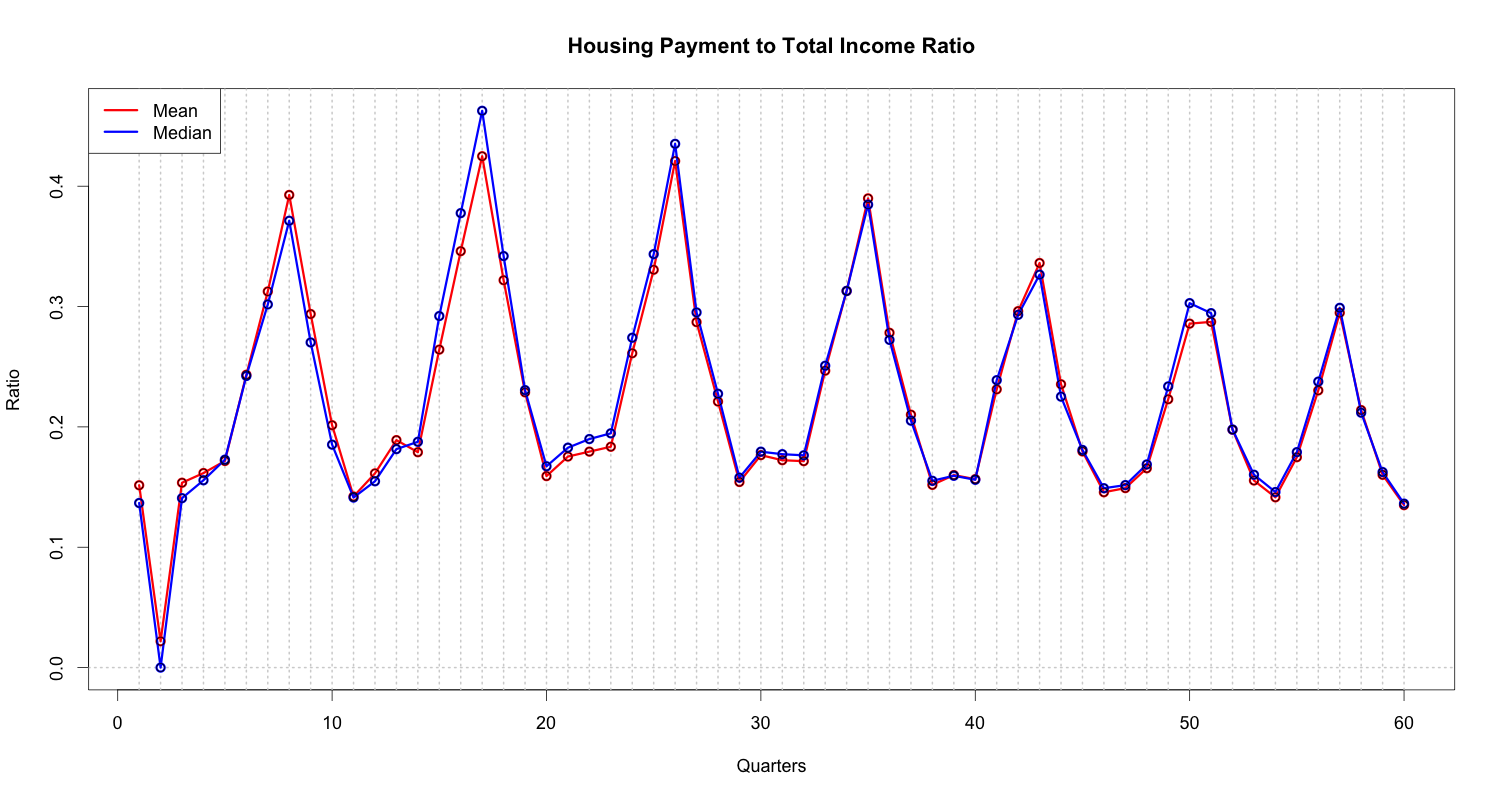 Housing Payment to Total Income Ratio
Mean
Median
Ratio
0.4
0.3
0.2
0.1
0.0
0 10 20 30 40 50 60
Quarters